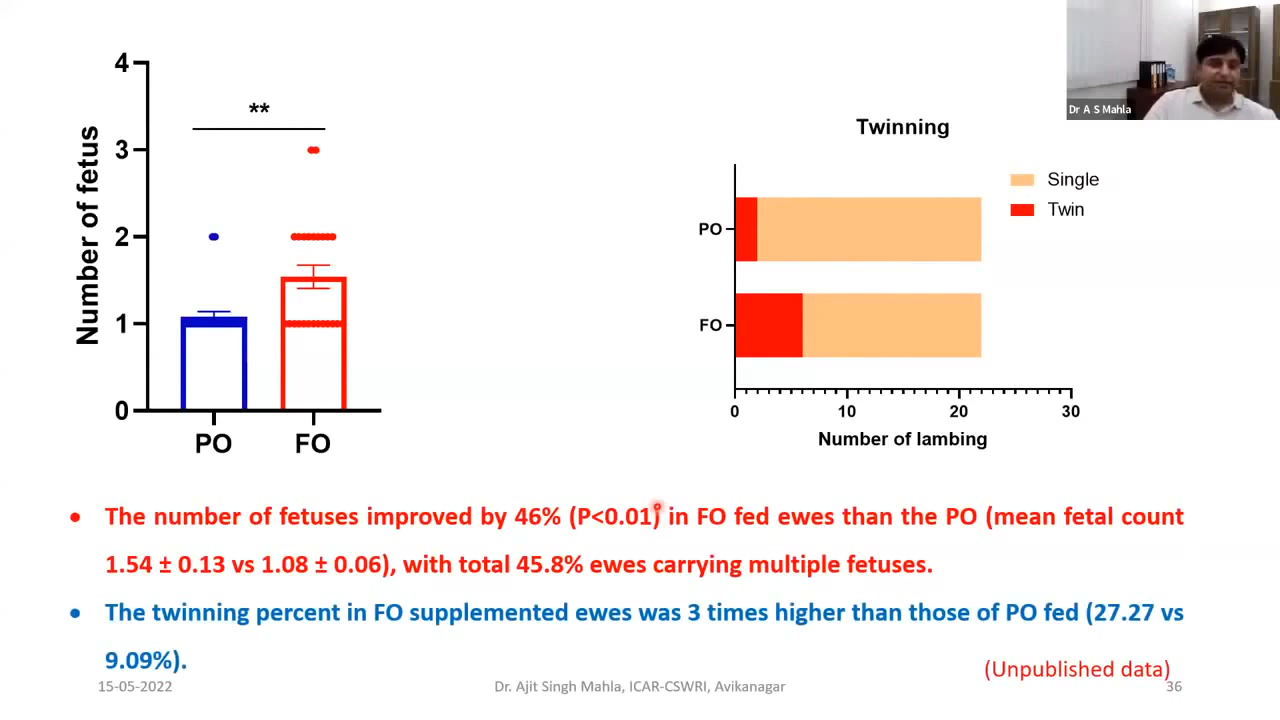 Dr A S Mahla
4
3
2
1
0
Number of fetus
**
PO
FO
Twinning
Single
Twin
PO
FO
0 10 20 30
Number of lambing
• The number of fetuses improved by 46% (P<0.01) in FO fed ewes than the PO (mean fetal count
1.54 ± 0.13 vs 1.08 ± 0.06), with total 45.8% ewes carrying multiple fetuses.
• The twinning percent in FO supplemented ewes was 3 times higher than those of PO fed (27.27 vs
9.09%).
(Unpublished data)
15-05-2022
Dr. Ajit Singh Mahla, ICAR-CSWRI, Avikanagar
36